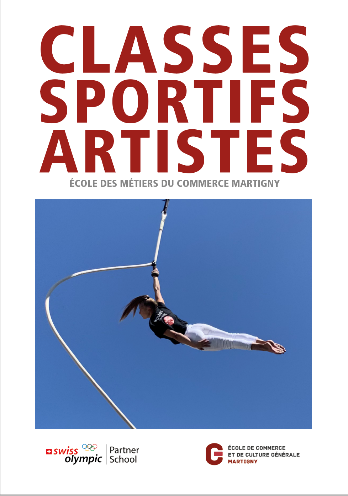 CLASSES
SPORTIFS
ARTISTES
ÉCOLE DES MÉTIERS DU COMMERCE MARTIGNY
swiss
olympic
Partner
School
ÉCOLE DE COMMERCE
ET DE CULTURE GÉNÉRALE
MARTIGNY